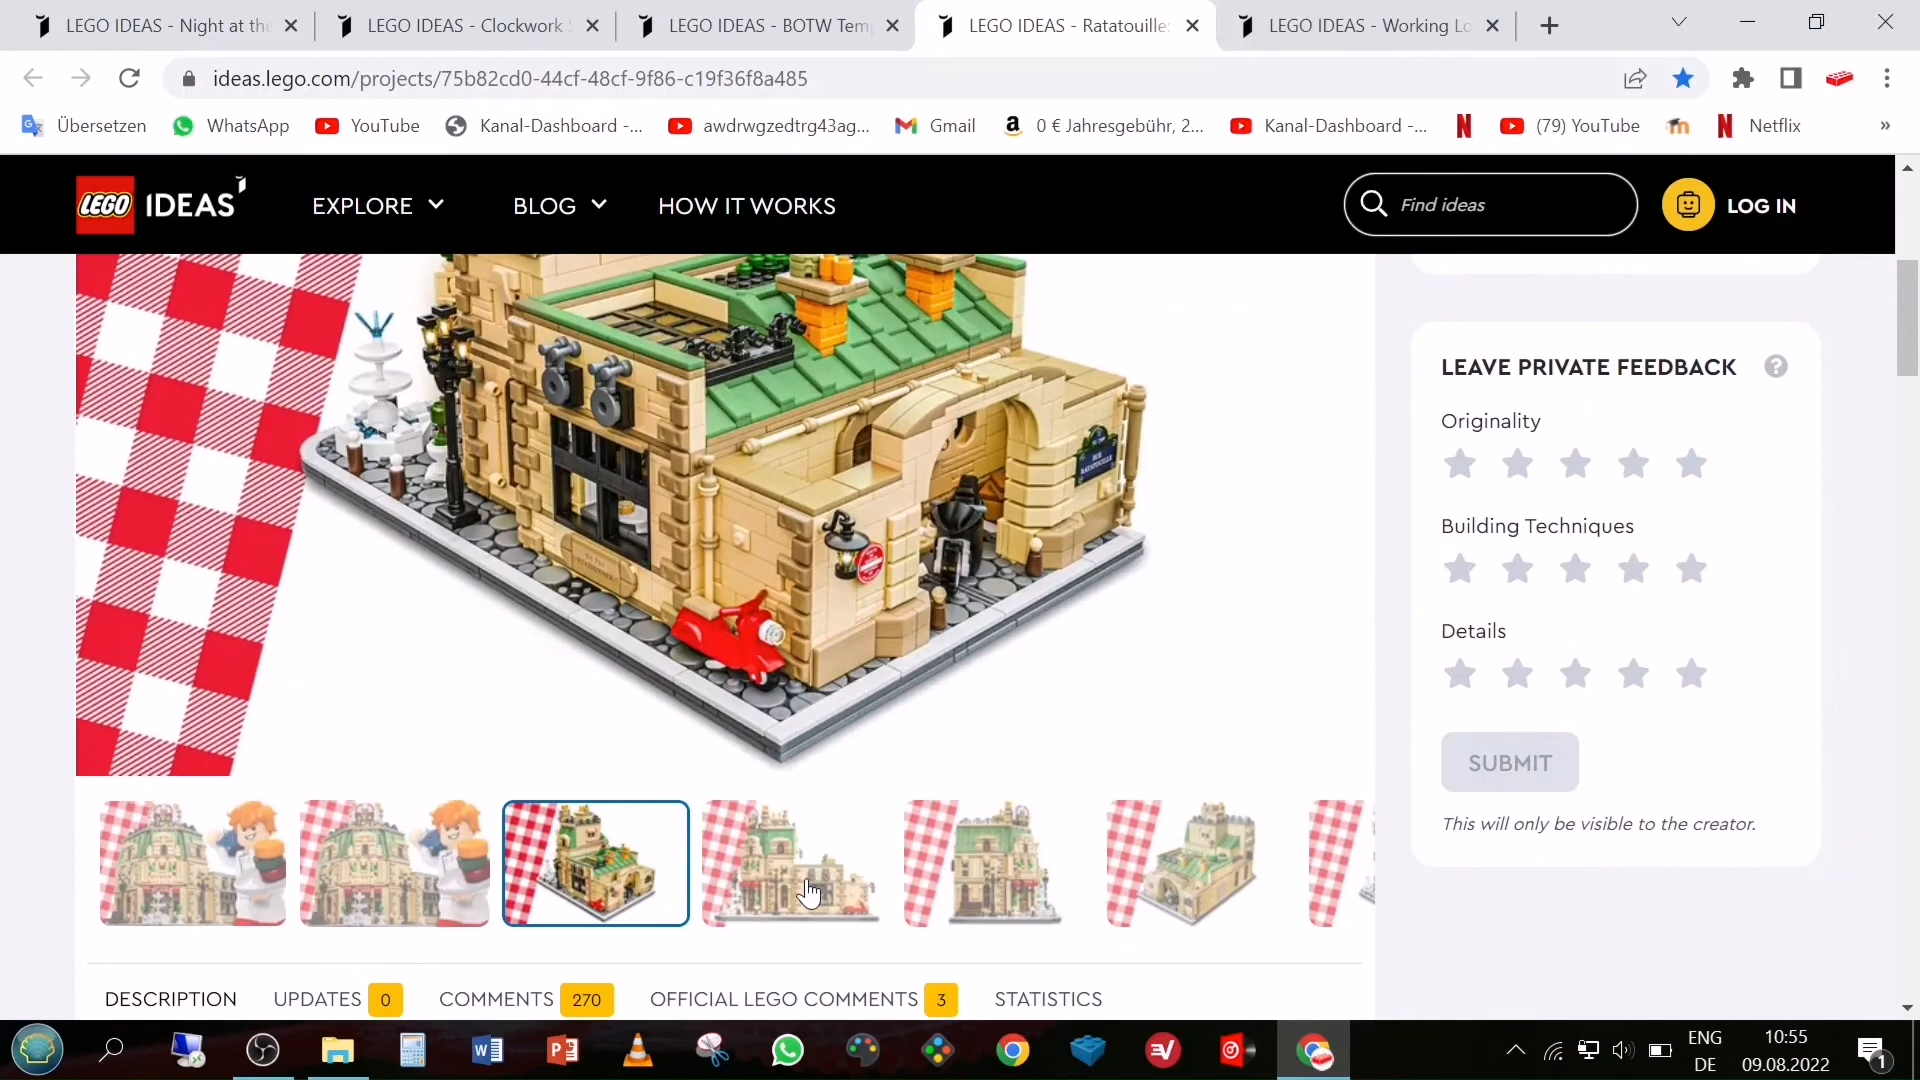 LEGO IDEAS - Night at the
LEGO IDEAS - Clockwork S
LEGO IDEAS - BOTW Temp
LEGO IDEAS - Ratatouille:
LEGO IDEAS - Working Lo
ideas.lego.com/projects/75b82cd0-44cf-48cf-9f86-c19f36f8a485
Übersetzen
WhatsApp
YouTube
Kanal-Dashboard -...
awdrwgzedtrg43ag...
Gmail
0 € Jahresgebühr, 2...
Kanal-Dashboard -...
(79) YouTube
Netflix
»
LEGO IDEAS
EXPLORE
BLOG
HOW IT WORKS
Find ideas
LOG IN
RUE
RATATOUILLE
LEAVE PRIVATE FEEDBACK ?
Originality
Building Techniques
Details
SUBMIT
This will only be visible to the creator.
DESCRIPTION
UPDATES 0
COMMENTS 270
OFFICIAL LEGO COMMENTS 3
STATISTICS
ENG
DE
10:55
09.08.2022
1